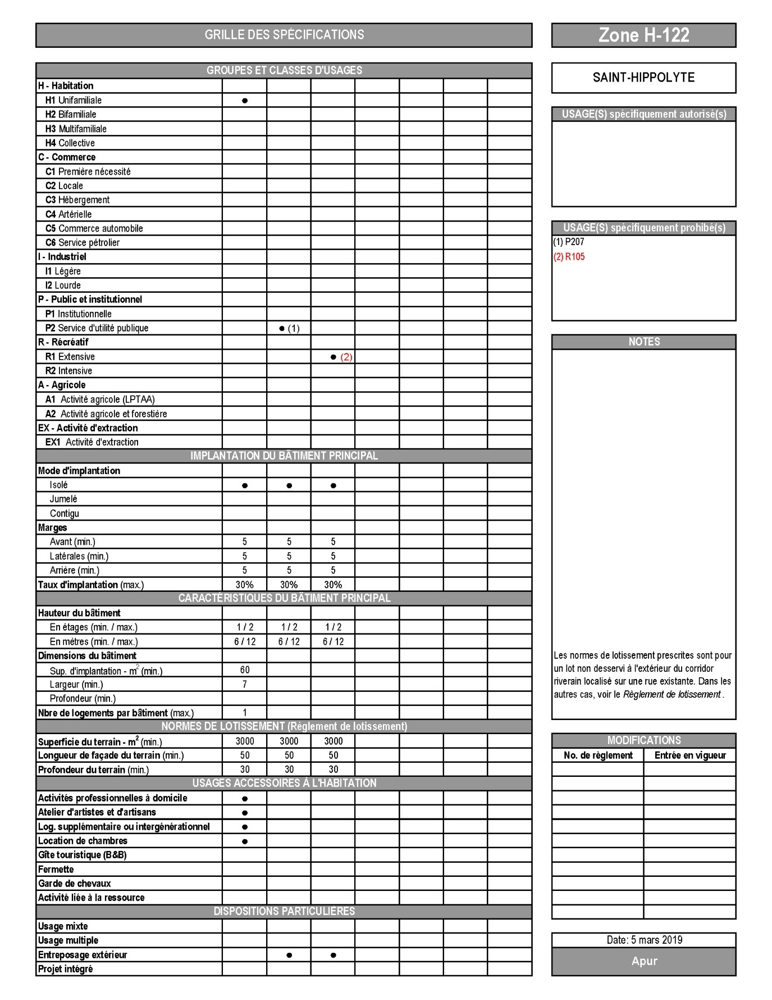 GRILLE DES SPÉCIFICATIONS
Zone H-122
GROUPES ET CLASSES D'USAGES
H - Habitation
H1 Unifamiliale ●
H2 Bifamiliale
H3 Multifamiliale
H4 Collective
C - Commerce
C1 Première nécessité
C2 Locale
C3 Hébergement
C4 Artérielle
C5 Commerce automobile
C6 Service pétrolier
I - Industriel
I1 Légère
I2 Lourde
P - Public et institutionnel
P1 Institutionnelle
P2 Service d'utilité publique ● (1)
R - Récréatif
R1 Extensive ● (2)
R2 Intensive
A - Agricole
A1 Activité agricole (LPTAA)
A2 Activité agricole et forestière
EX - Activité d'extraction
EX1 Activité d'extraction
IMPLANTATION DU BÂTIMENT PRINCIPAL
Mode d'implantation
Isolé ● ● ●
Jumelé
Contigu
Marges
Avant (min.) 5 5 5
Latérales (min.) 5 5 5
Arrière (min.) 5 5 5
Taux d'implantation (max.) 30% 30% 30%
CARACTÉRISTIQUES DU BÂTIMENT PRINCIPAL
Hauteur du bâtiment
En étages (min. / max.) 1 / 2 1 / 2 1 / 2
En mètres (min. / max.) 6 / 12 6 / 12 6 / 12
Dimensions du bâtiment
Sup. d'implantation - m² (min.) 60
Largeur (min.) 7
Profondeur (min.)
Nbre de logements par bâtiment (max.) 1
NORMES DE LOTISSEMENT (Règlement de lotissement)
Superficie du terrain - m² (min.) 3000 3000 3000
Longueur de façade du terrain (min.) 50 50 50
Profondeur du terrain (min.) 30 30 30
USAGES ACCESSOIRES À L'HABITATION
Activités professionnelles à domicile ●
Atelier d'artistes et d'artisans ●
Log. supplémentaire ou intergénérationnel ●
Location de chambres ●
Gîte touristique (B&B)
Fermette
Garde de chevaux
Activité liée à la ressource
DISPOSITIONS PARTICULIÈRES
Usage mixte
Usage multiple
Entreposage extérieur ● ●
Projet intégré
SAINT-HIPPOLYTE
USAGE(S) spécifiquement autorisé(s)
USAGE(S) spécifiquement prohibé(s)
(1) P207
(2) R105
NOTES
Les normes de lotissement prescrites sont pour
un lot non desservi à l'extérieur du corridor
riverain localisé sur une rue existante. Dans les
autres cas, voir le Règlement de lotissement .
MODIFICATIONS
No. de règlement Entrée en vigueur
Date: 5 mars 2019
Apur